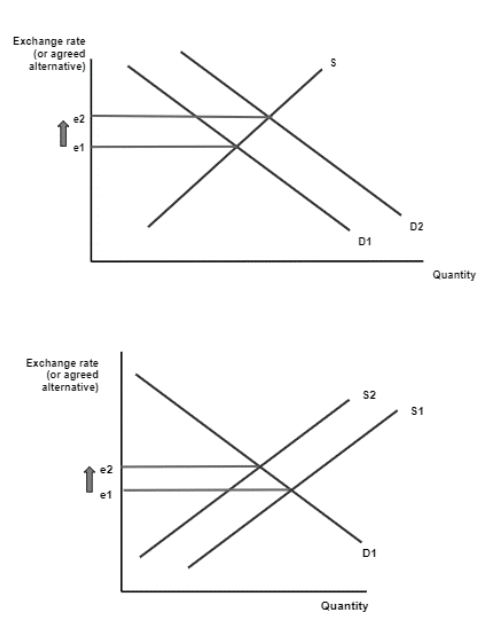 Exchange rate
(or agreed
alternative)
S
e2
e1
D2
D1
Quantity
Exchange rate
(or agreed
alternative)
S2
S1
e2
e1
D1
Quantity